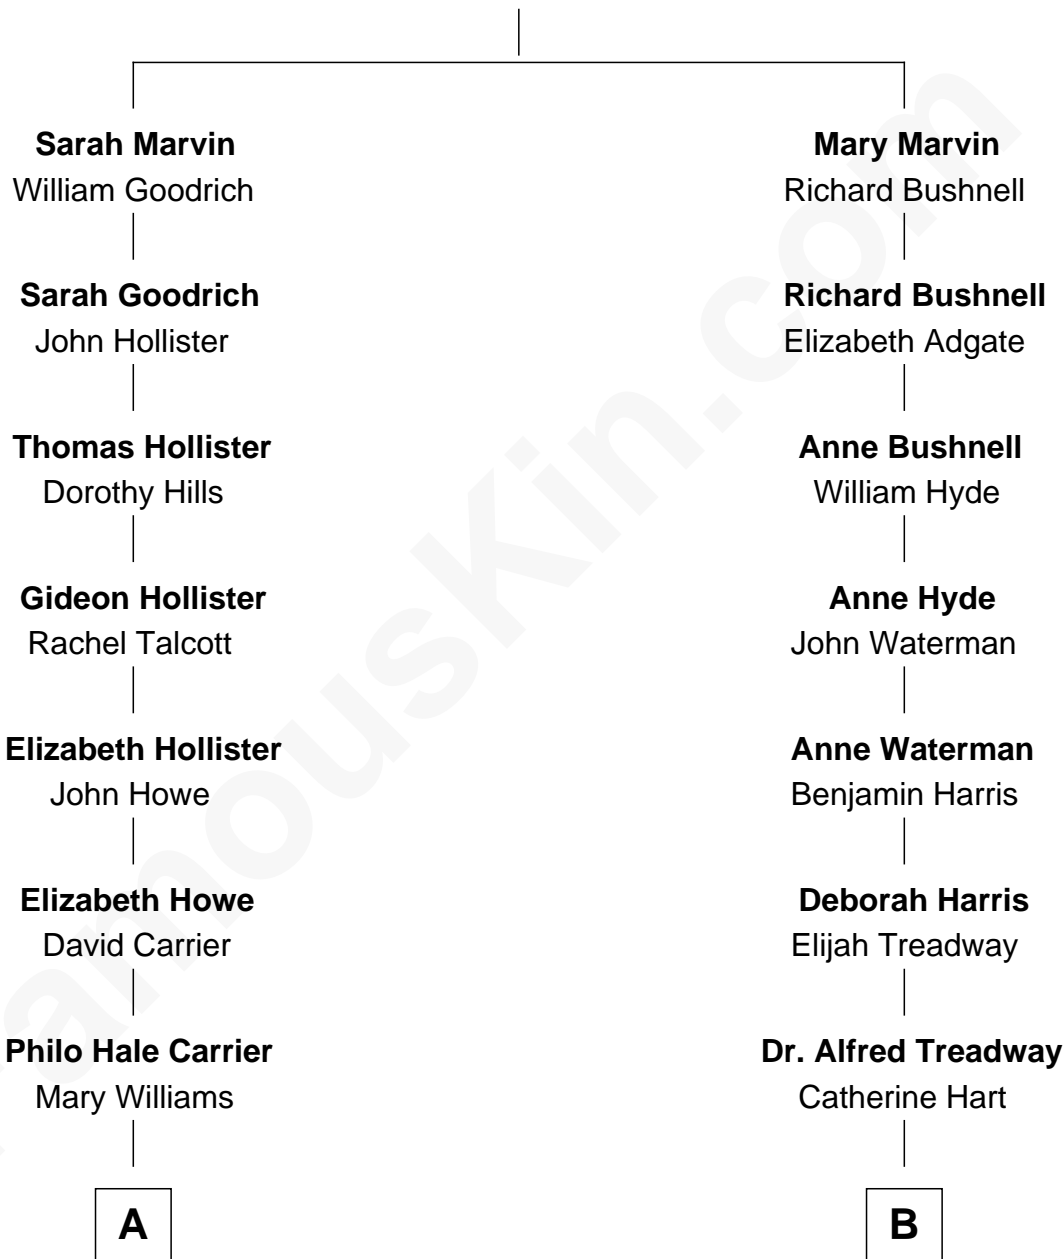 Sarah Marvin
William Goodrich
Mary Marvin
Richard Bushnell
Sarah Goodrich
John Hollister
Richard Bushnell
Elizabeth Adgate
Thomas Hollister
Dorothy Hills
Anne Bushnell
William Hyde
Gideon Hollister
Rachel Talcott
Anne Hyde
John Waterman
Elizabeth Hollister
John Howe
Anne Waterman
Benjamin Harris
Elizabeth Howe
David Carrier
Deborah Harris
Elijah Treadway
Philo Hale Carrier
Mary Williams
Dr. Alfred Treadway
Catherine Hart
A
B
FamousKin.com